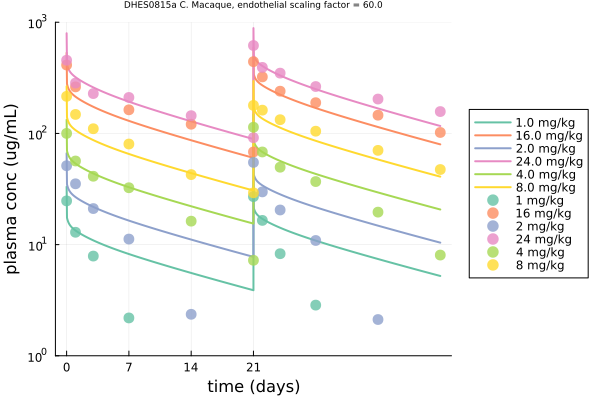 DHES0815a C. Macaque, endothelial scaling factor = 60.0
plasma conc (ug/mL)
10³
10²
10¹
10⁰
0 7 14 21
time (days)
1.0 mg/kg
16.0 mg/kg
2.0 mg/kg
24.0 mg/kg
4.0 mg/kg
8.0 mg/kg
1 mg/kg
16 mg/kg
2 mg/kg
24 mg/kg
4 mg/kg
8 mg/kg